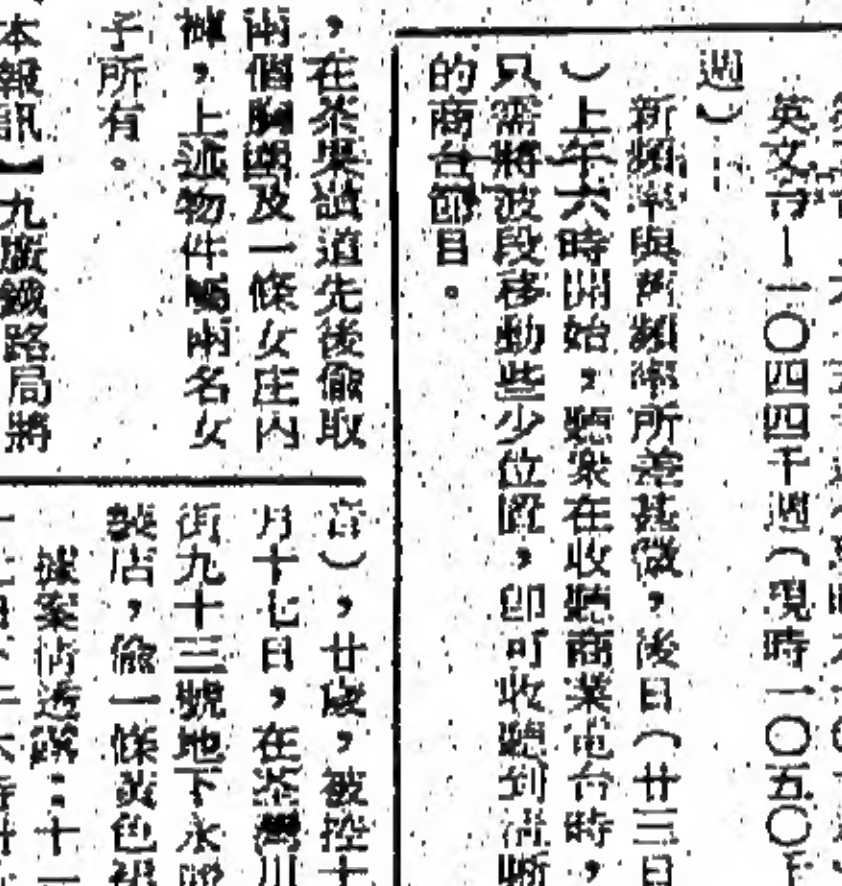 英文台—一〇四四千週（現時一〇五〇千
週）：
新頻率與舊頻率所差甚微，後日（廿三日
）上午六時開始，聽衆在收聽商業電台時，
只需將波段移動些少位置，即可收聽到清晰
的商台節目。
，在茶果嶺道先後偷取
兩個胸圍及一條女庄內
褲，上述物件屬兩名女
子所有。
本報訊】九廣鐵路局將
音），廿歲，被控十
月十七日，在荃灣川
街九十三號地下永
製店，偷一條黃色
據案情透露：十一